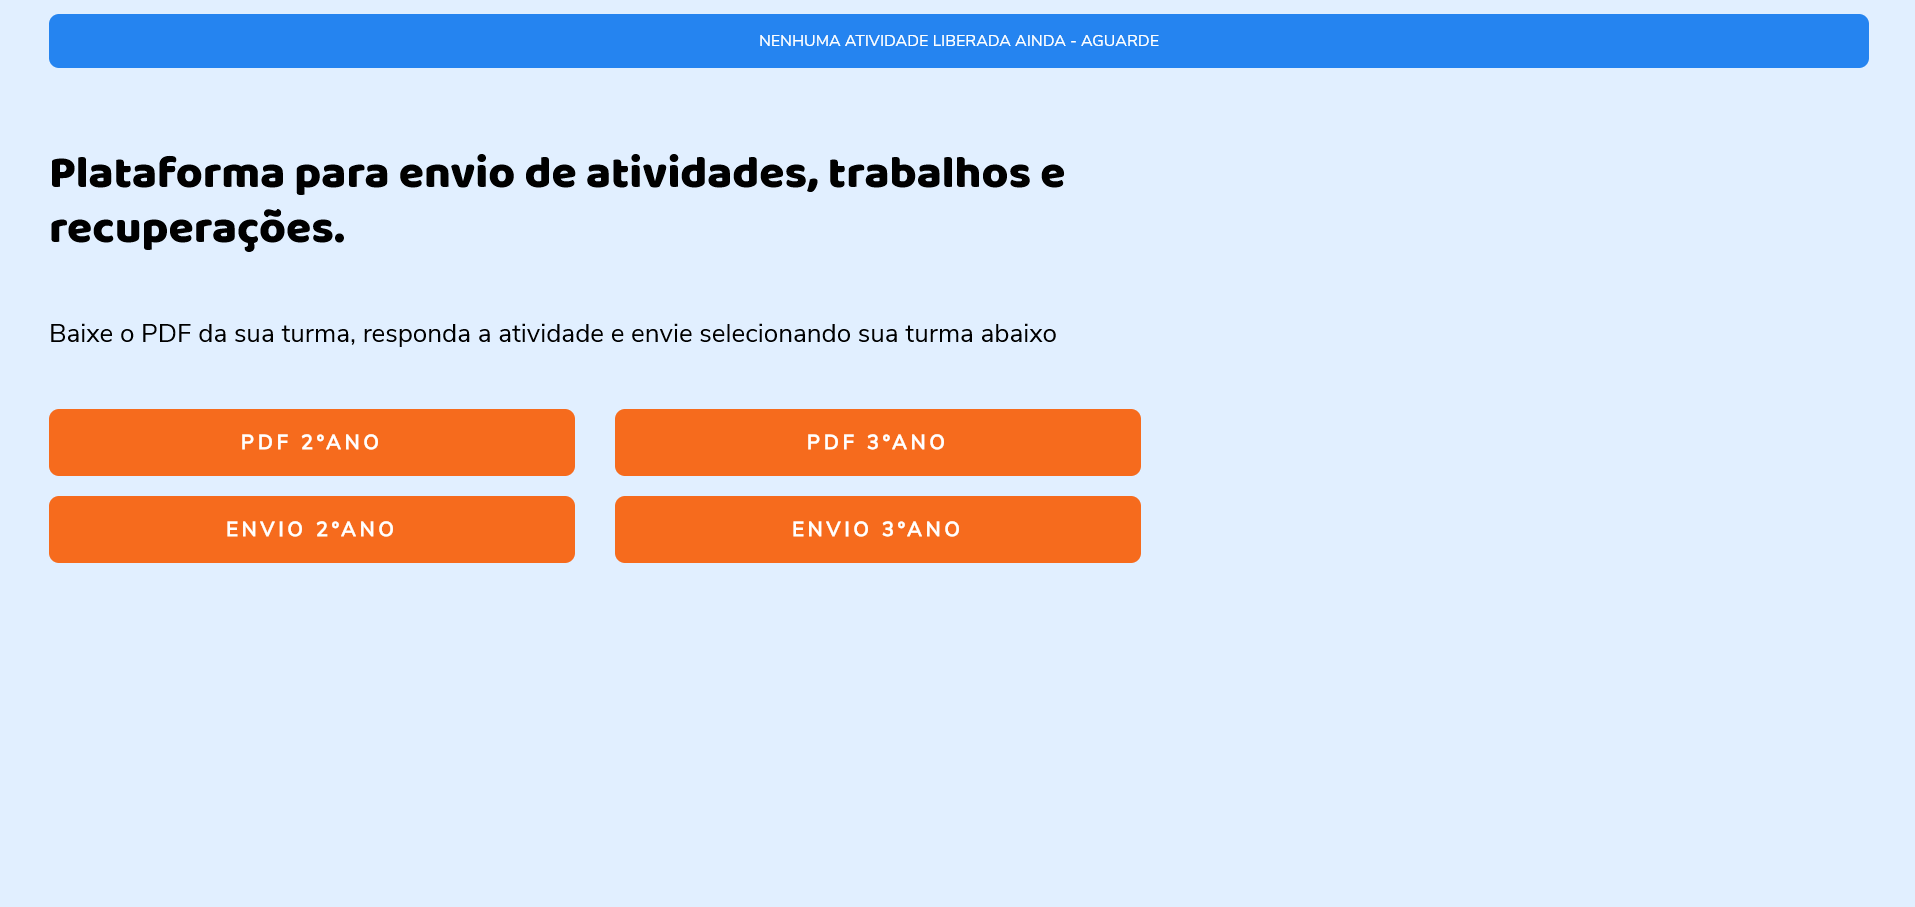 NENHUMA ATIVIDADE LIBERADA AINDA - AGUARDE
Plataforma para envio de atividades, trabalhos e
recuperações.
Baixe o PDF da sua turma, responda a atividade e envie selecionando sua turma abaixo
PDF 2°ANO
PDF 3°ANO
ENVIO 2°ANO
ENVIO 3°ANO